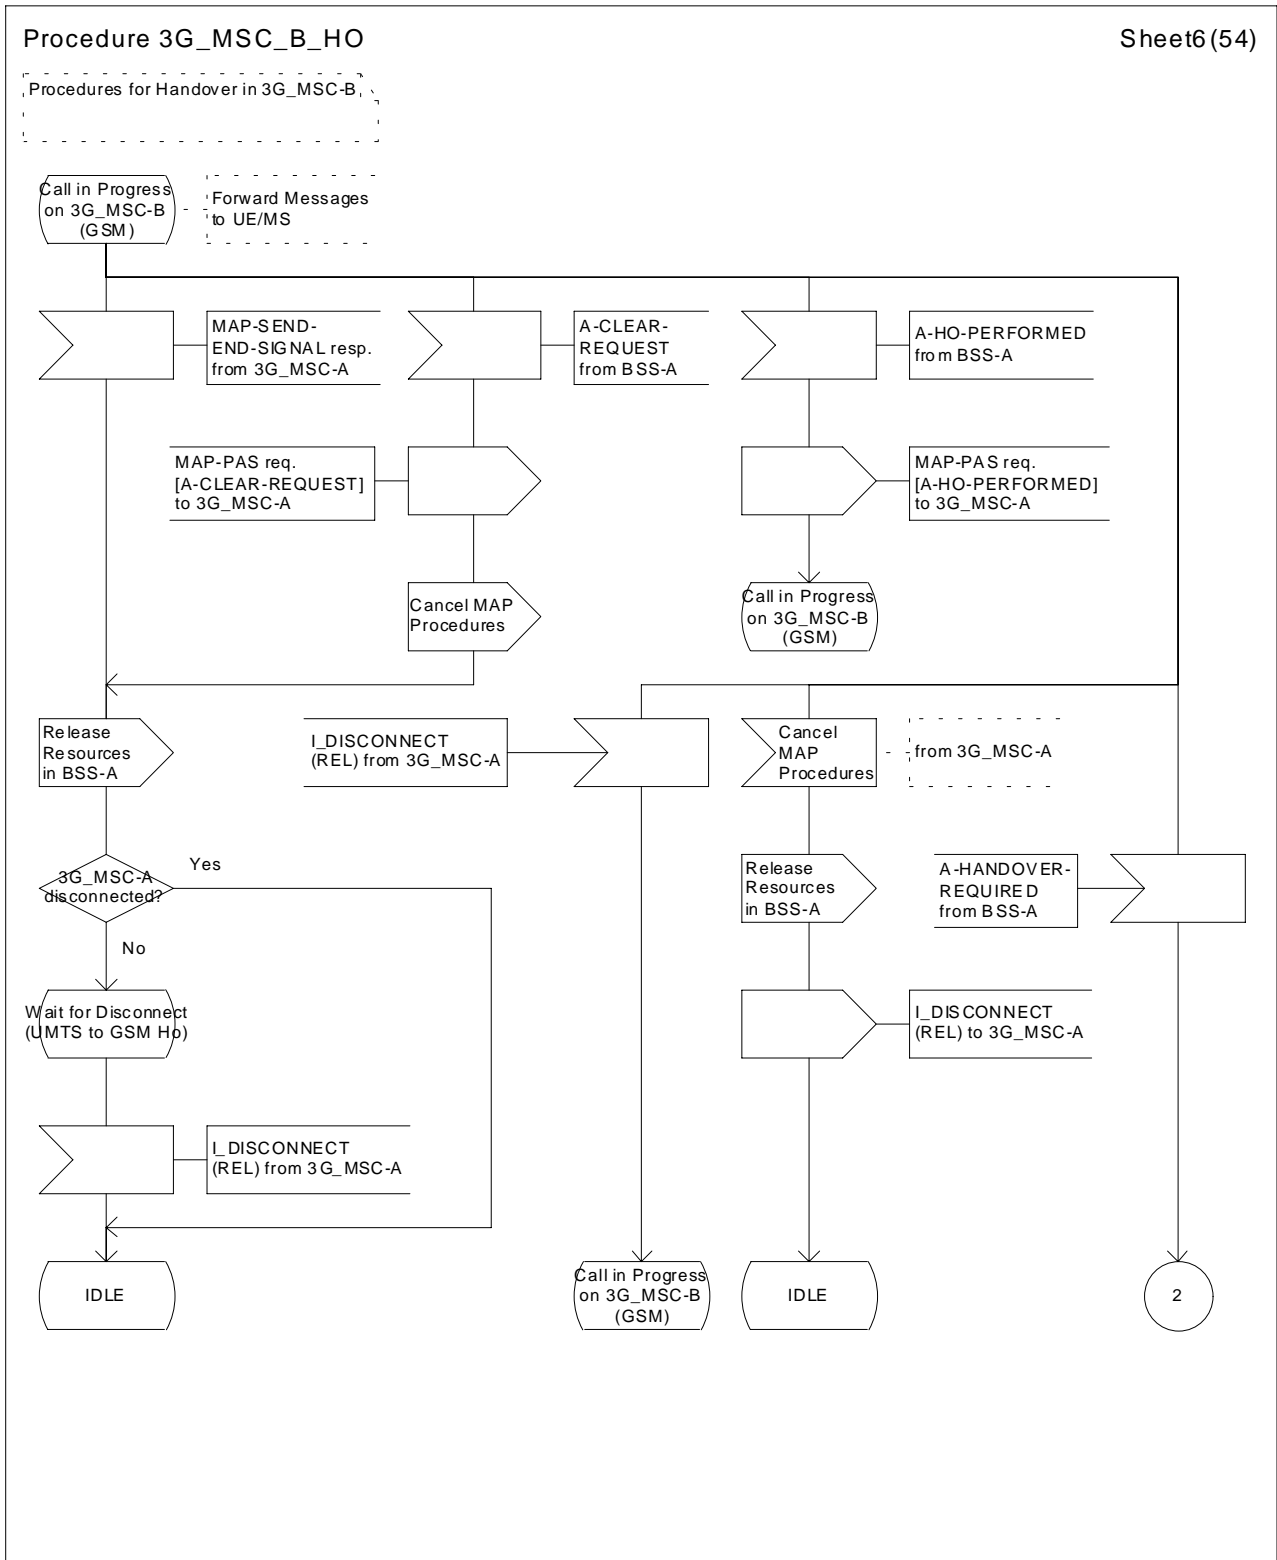 Procedure 3G_MSC_B_HO
Sheet6(54)
Procedures for Handover in 3G_MSC-B
Call in Progress
on 3G_MSC-B
(GSM)
Forward Messages
to UE/MS
MAP-SEND-
END-SIGNAL resp.
from 3G_MSC-A
A-CLEAR-
REQUEST
from BSS-A
A-HO-PERFORMED
from BSS-A
MAP-PAS req.
[A-CLEAR-REQUEST]
to 3G_MSC-A
MAP-PAS req.
[A-HO-PERFORMED]
to 3G_MSC-A
Cancel MAP
Procedures
Call in Progress
on 3G_MSC-B
(GSM)
Release
Resources
in BSS-A
I_DISCONNECT
(REL) from 3G_MSC-A
Cancel
MAP
Procedures
from 3G_MSC-A
3G_MSC-A
disconnected?
Yes
No
Release
Resources
in BSS-A
A-HANDOVER-
REQUIRED
from BSS-A
Wait for Disconnect
(UMTS to GSM Ho)
I_DISCONNECT
(REL) to 3G_MSC-A
I_DISCONNECT
(REL) from 3G_MSC-A
IDLE
Call in Progress
on 3G_MSC-B
(GSM)
IDLE
2